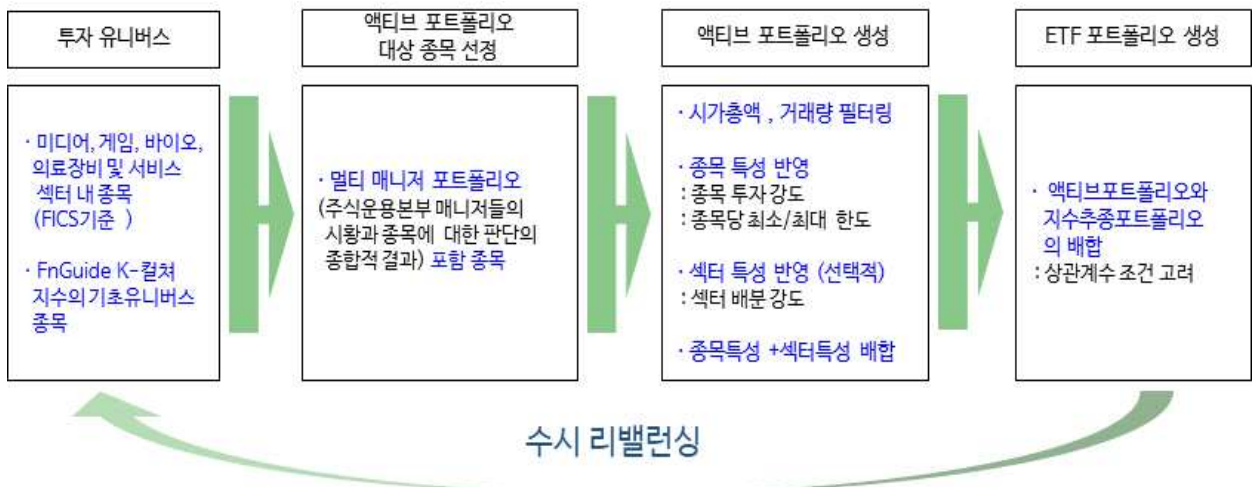 투자 유니버스
· 미디어, 게임, 바이오,
의료장비 및 서비스
섹터 내 종목
(FICS기준 )
· FnGuide K-컬쳐
지수의 기초유니버스
종목
액티브 포트폴리오
대상 종목 선정
· 멀티 매니저 포트폴리오
(주식운용본부 매니저들의
시황과 종목에 대한 판단의
종합적 결과) 포함 종목
액티브 포트폴리오 생성
· 시가총액 , 거래량 필터링
· 종목 특성 반영
: 종목 투자 강도
: 종목당 최소/최대 한도
· 섹터 특성 반영 (선택적)
: 섹터 배분 강도
· 종목특성 +섹터특성 배합
ETF 포트폴리오 생성
· 액티브포트폴리오와
지수추종포트폴리오
의 배합
: 상관계수 조건 고려
수시 리밸런싱